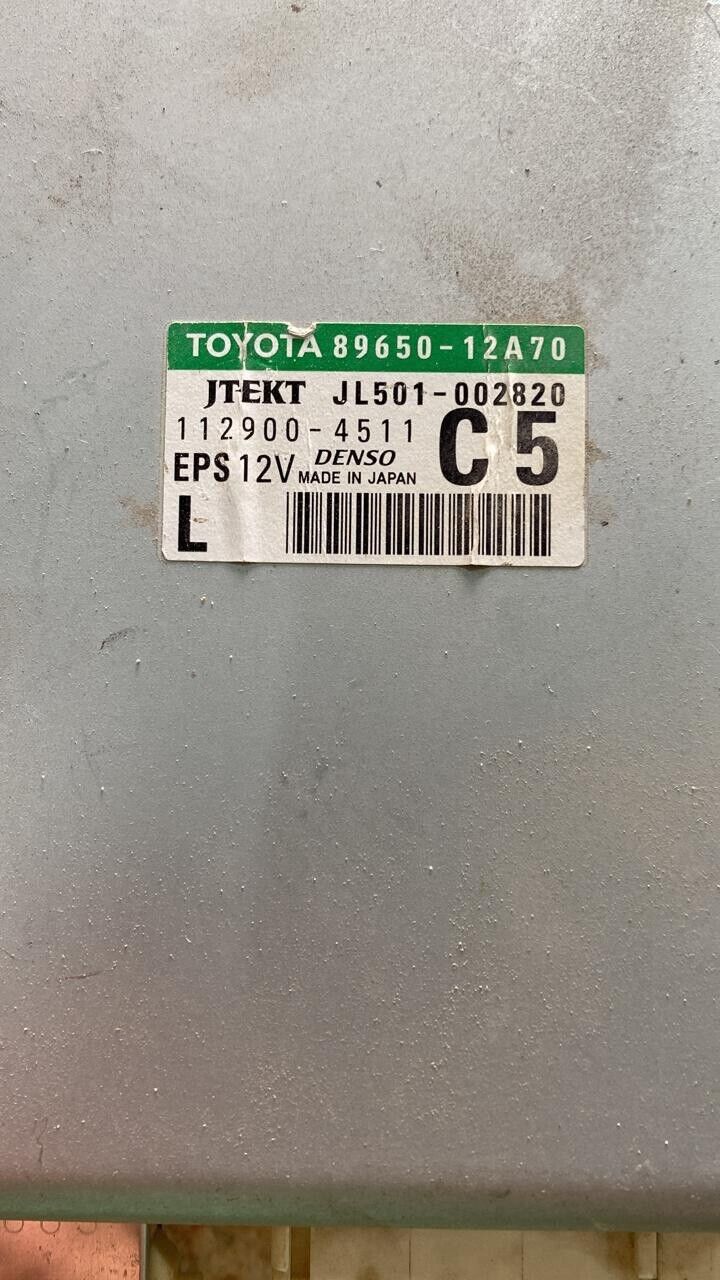 TOYOTA 89650-12A70
JTEKT JL501-002820
112900-4511 C5
EPS 12V DENSO
MADE IN JAPAN
L